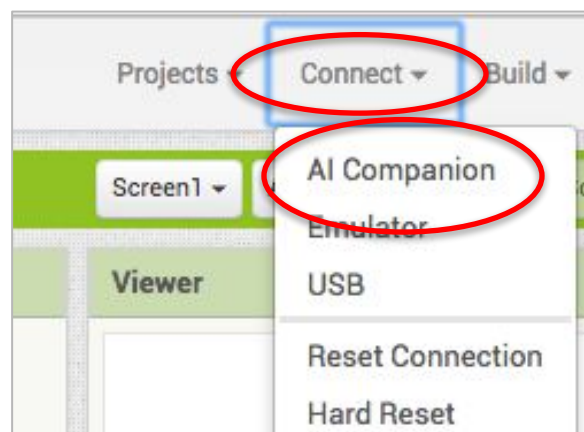 Projects Connect Build
AI Companion
Screen1
Emulator
Viewer
USB
Reset Connection
Hard Reset